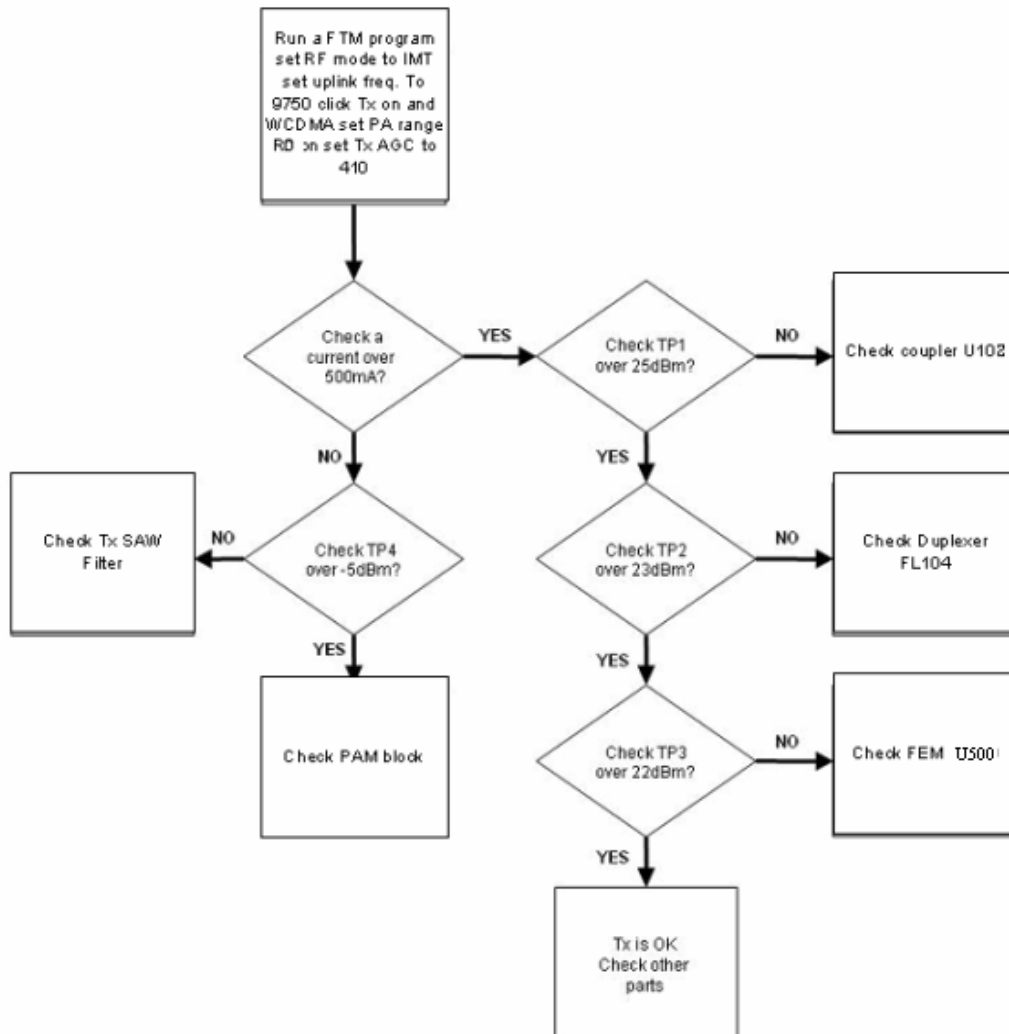 Run a FTM program
set RF mode to IMT
set uplink freq. To
9750 click Tx on and
WCDMA set PA range
R0 on set Tx AGC to
410
Check a
current over
500mA?
YES
Check TP1
over 25dBm?
NO
Check coupler U102
NO
YES
Check Tx SAW
Filter
NO
Check TP4
over -5dBm?
Check TP2
over 23dBm?
NO
Check Duplexer
FL104
YES
YES
Check PAM block
Check TP3
over 22dBm?
NO
Check FEM U500
YES
Tx is OK
Check other
parts